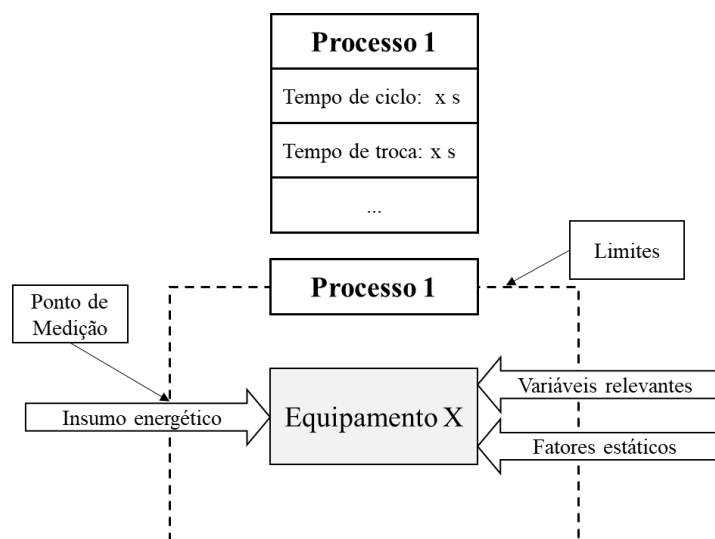 Processo 1
Tempo de ciclo: x s
Tempo de troca: x s
...
Limites
Processo 1
Ponto de
Medição
Variáveis relevantes
Insumo energético
Equipamento X
Fatores estáticos